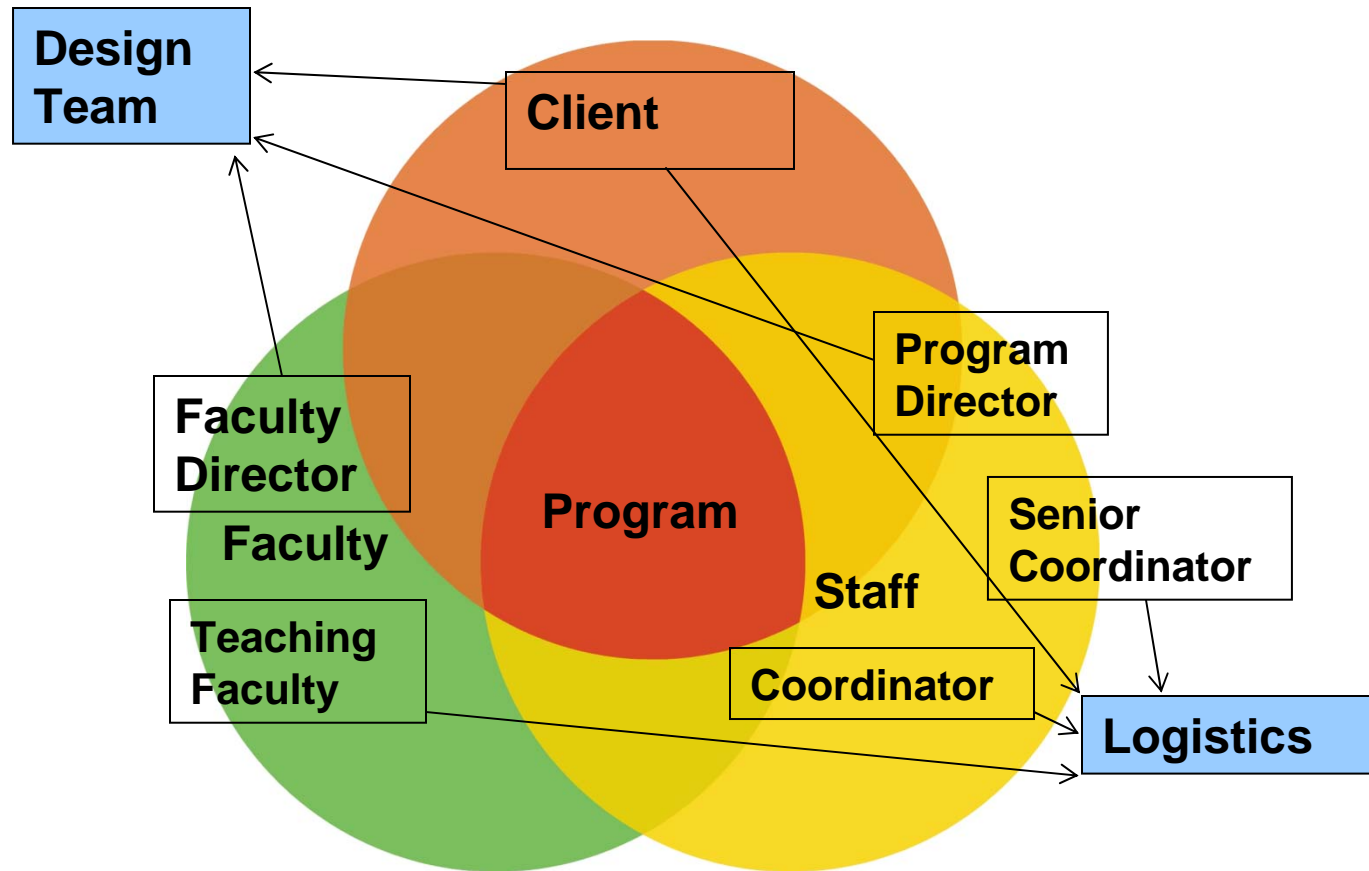 Design
Team
Client
Program
Director
Faculty
Director
Faculty
Program
Senior
Coordinator
Staff
Teaching
Faculty
Coordinator
Logistics